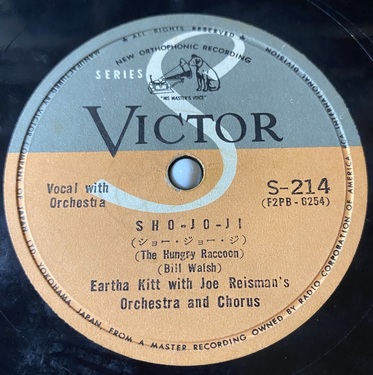 ALL RIGHTS RESERVED
NEW ORTHOPHONIC RECORDING
SERIES S
"HIS MASTER'S VOICE"
VICTOR
Vocal with
Orchestra
S-214
(F2PB-6254)
SHO-JO-JI
(ショー・ジョー・ジ)
(The Hungry Raccoon)
(Bill Walsh)
Eartha Kitt with Joe Reisman's
Orchestra and Chorus
YOKOHAMA, JAPAN, FROM A MASTER RECORDING OWNED BY RADIO CORPORATION OF AMERICA